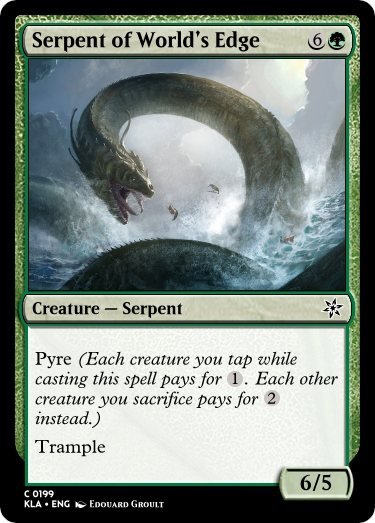 Serpent of World's Edge 6
Creature — Serpent
Pyre (Each creature you tap while
casting this spell pays for 1. Each other
creature you sacrifice pays for 2
instead.)
Trample
6/5
C 0199
KLA • ENG Edouard Groult